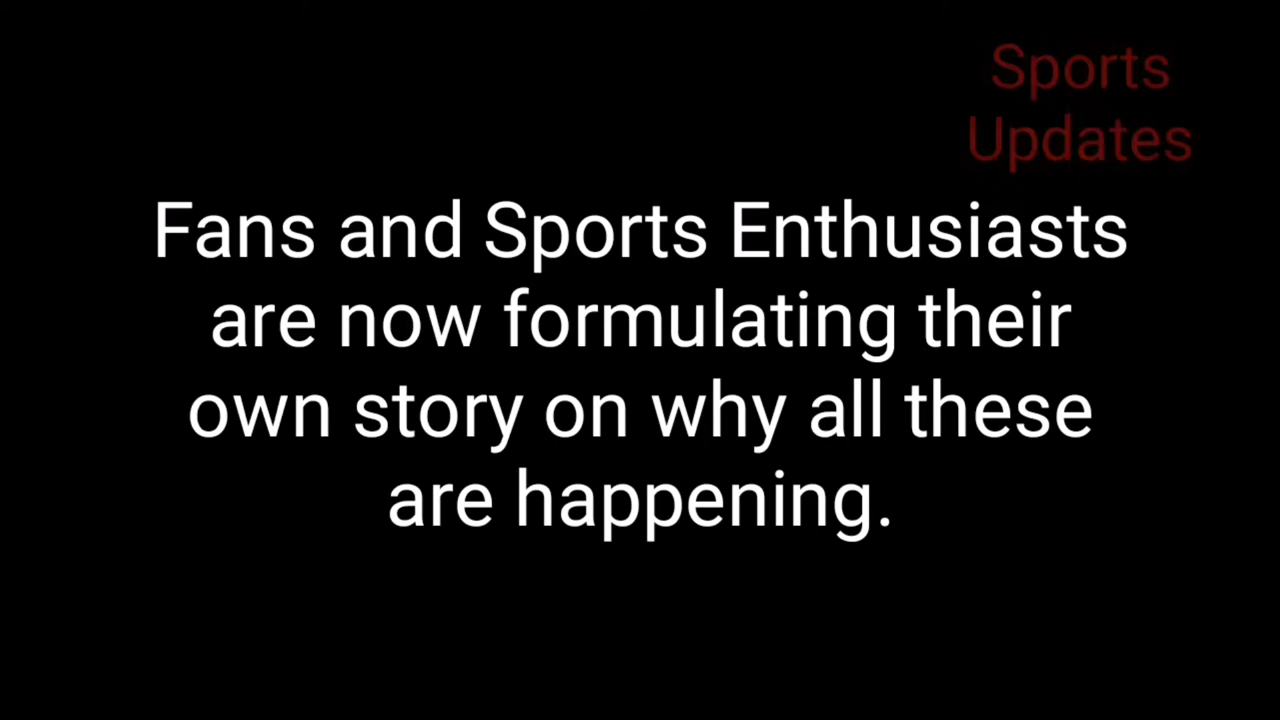 Sports
Updates
Fans and Sports Enthusiasts
are now formulating their
own story on why all these
are happening.